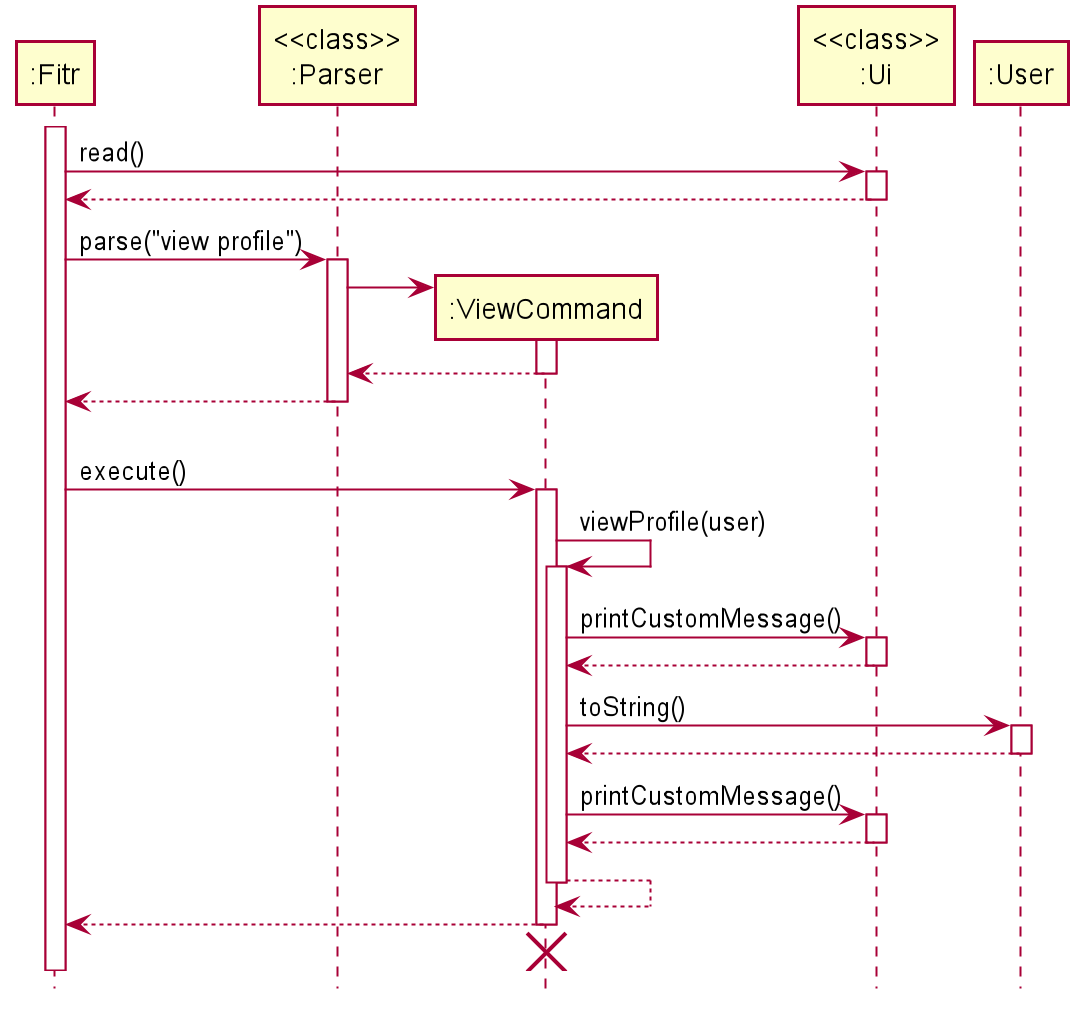 <<class>>
<<class>>
:Fitr
:Parser
:Ui
:User
read()
parse("view profile")
:ViewCommand
execute()
viewProfile(user)
printCustomMessage()
toString()
printCustomMessage()